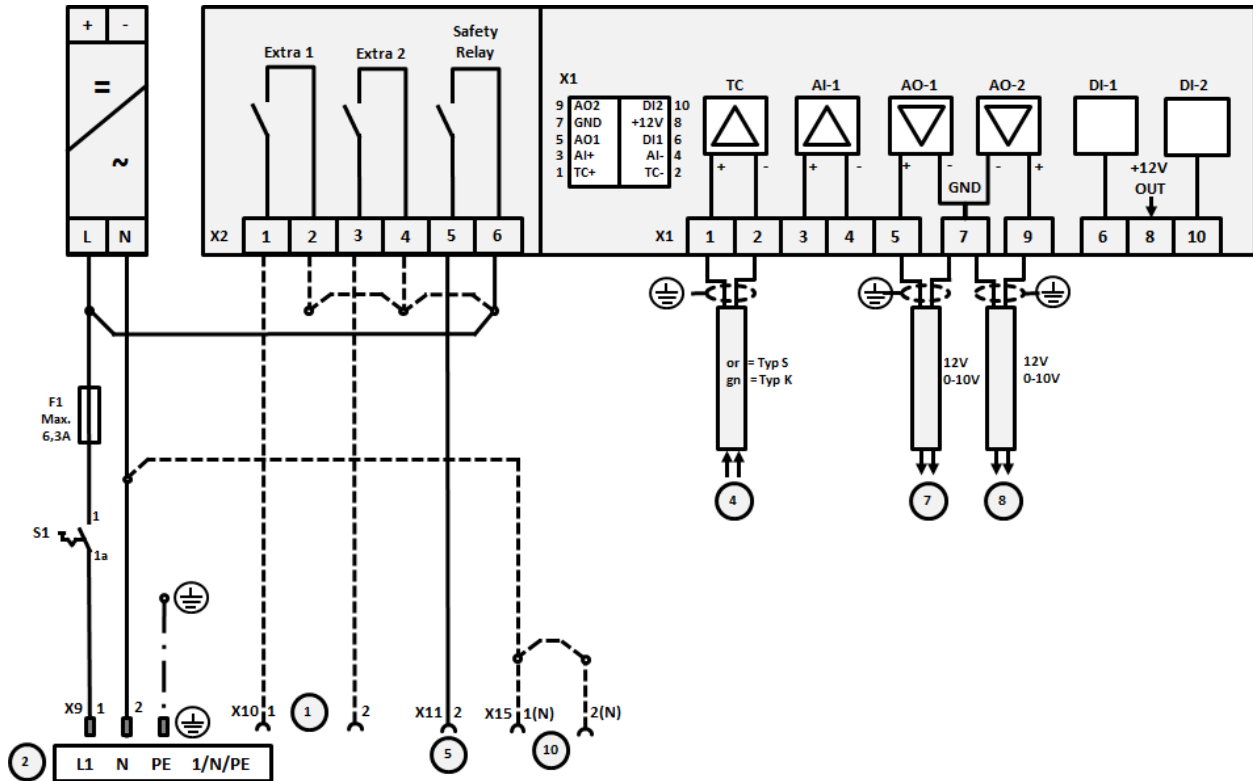 + -
=
~
L N
Extra 1
Extra 2
Safety
Relay
X2 1 2 3 4 5 6
X1
9 AO2 DI2 10
7 GND +12V 8
5 AO1 DI1 6
3 AI+ AI- 4
1 TC+ TC- 2
TC AI-1 AO-1 AO-2 DI-1 DI-2
+ - + - + - - +
GND
+12V
OUT
X1 1 2 3 4 5 7 9 6 8 10
or = Typ S
gn =Typ K
12V
0-10V
12V
0-10V
F1
Max.
6,3A
4 7 8
S1
1
1a
X9 1 2
X10 1 1 2
X11 2
X15 1(N) 2(N)
5
10
2 L1 N PE 1/N/PE